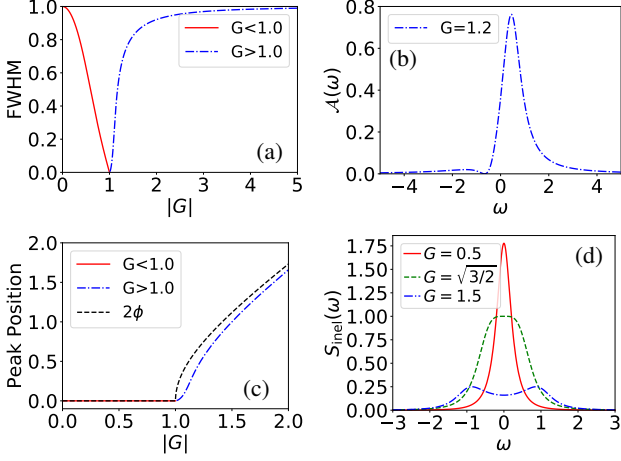 FWHM
1.0
0.8
0.6
0.4
0.2
0.0
0 1 2 3 4 5
|G|
G<1.0
G>1.0
(a)
𝒜(ω)
0.8
0.6
0.4
0.2
0.0
−4 −2 0 2 4
ω
G=1.2
(b)
Peak Position
2.0
1.5
1.0
0.5
0.0
0.0 0.5 1.0 1.5 2.0
|G|
G<1.0
G>1.0
2ϕ
(c)
S_inel(ω)
1.75
1.50
1.25
1.00
0.75
0.50
0.25
0.00
−3 −2 −1 0 1 2 3
ω
G = 0.5
G = √3/2
G = 1.5
(d)